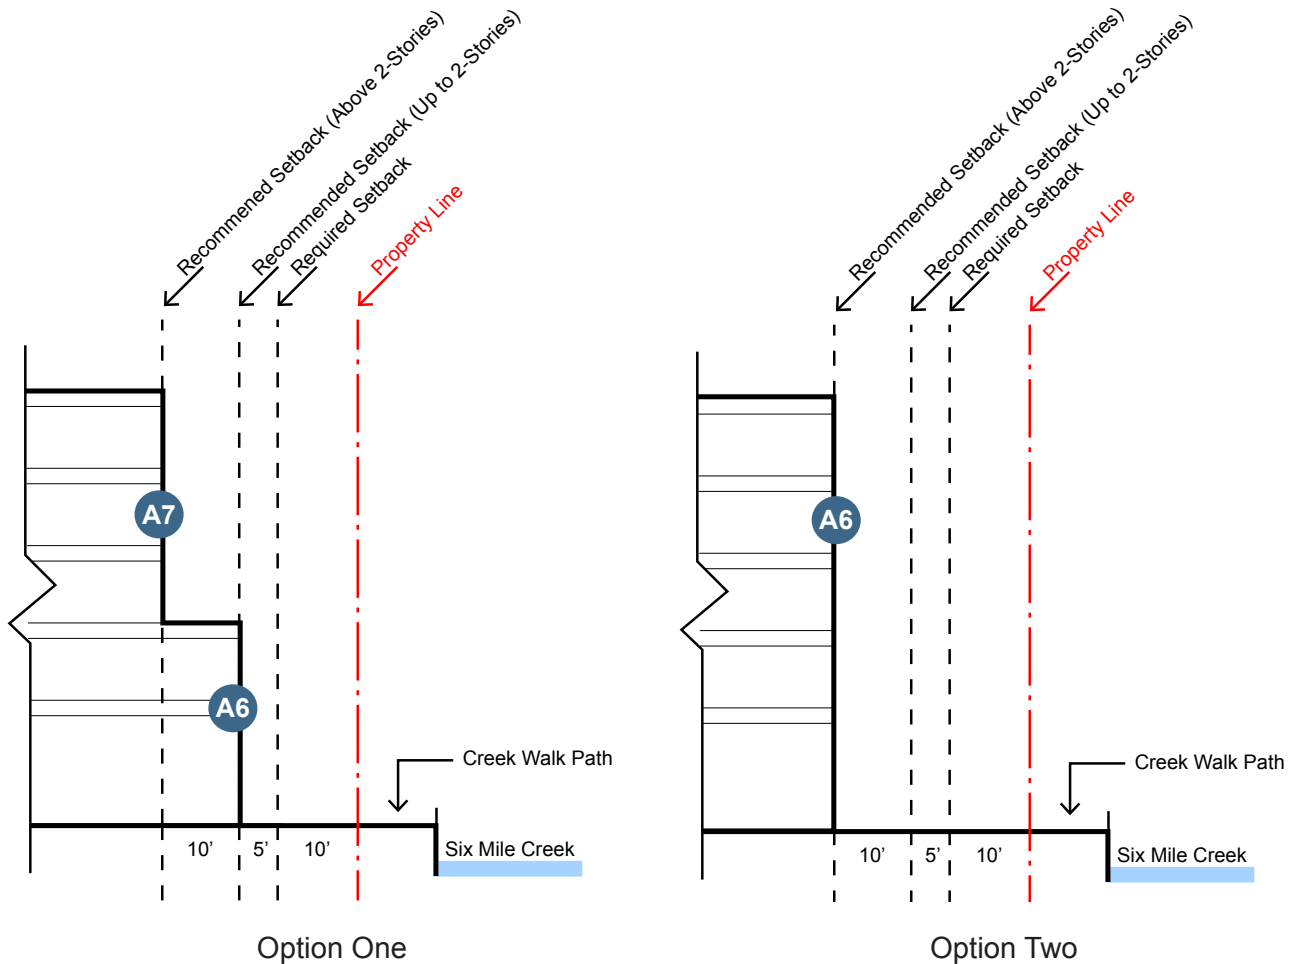 Recommened Setback (Above 2-Stories)
Recommended Setback (Up to 2-Stories)
Required Setback
Property Line
A7
A6
Creek Walk Path
10’
5’
10’
Six Mile Creek
Option One
Recommended Setback (Above 2-Stories)
Recommended Setback (Up to 2-Stories)
Required Setback
Property Line
A6
Creek Walk Path
10’
5’
10’
Six Mile Creek
Option Two